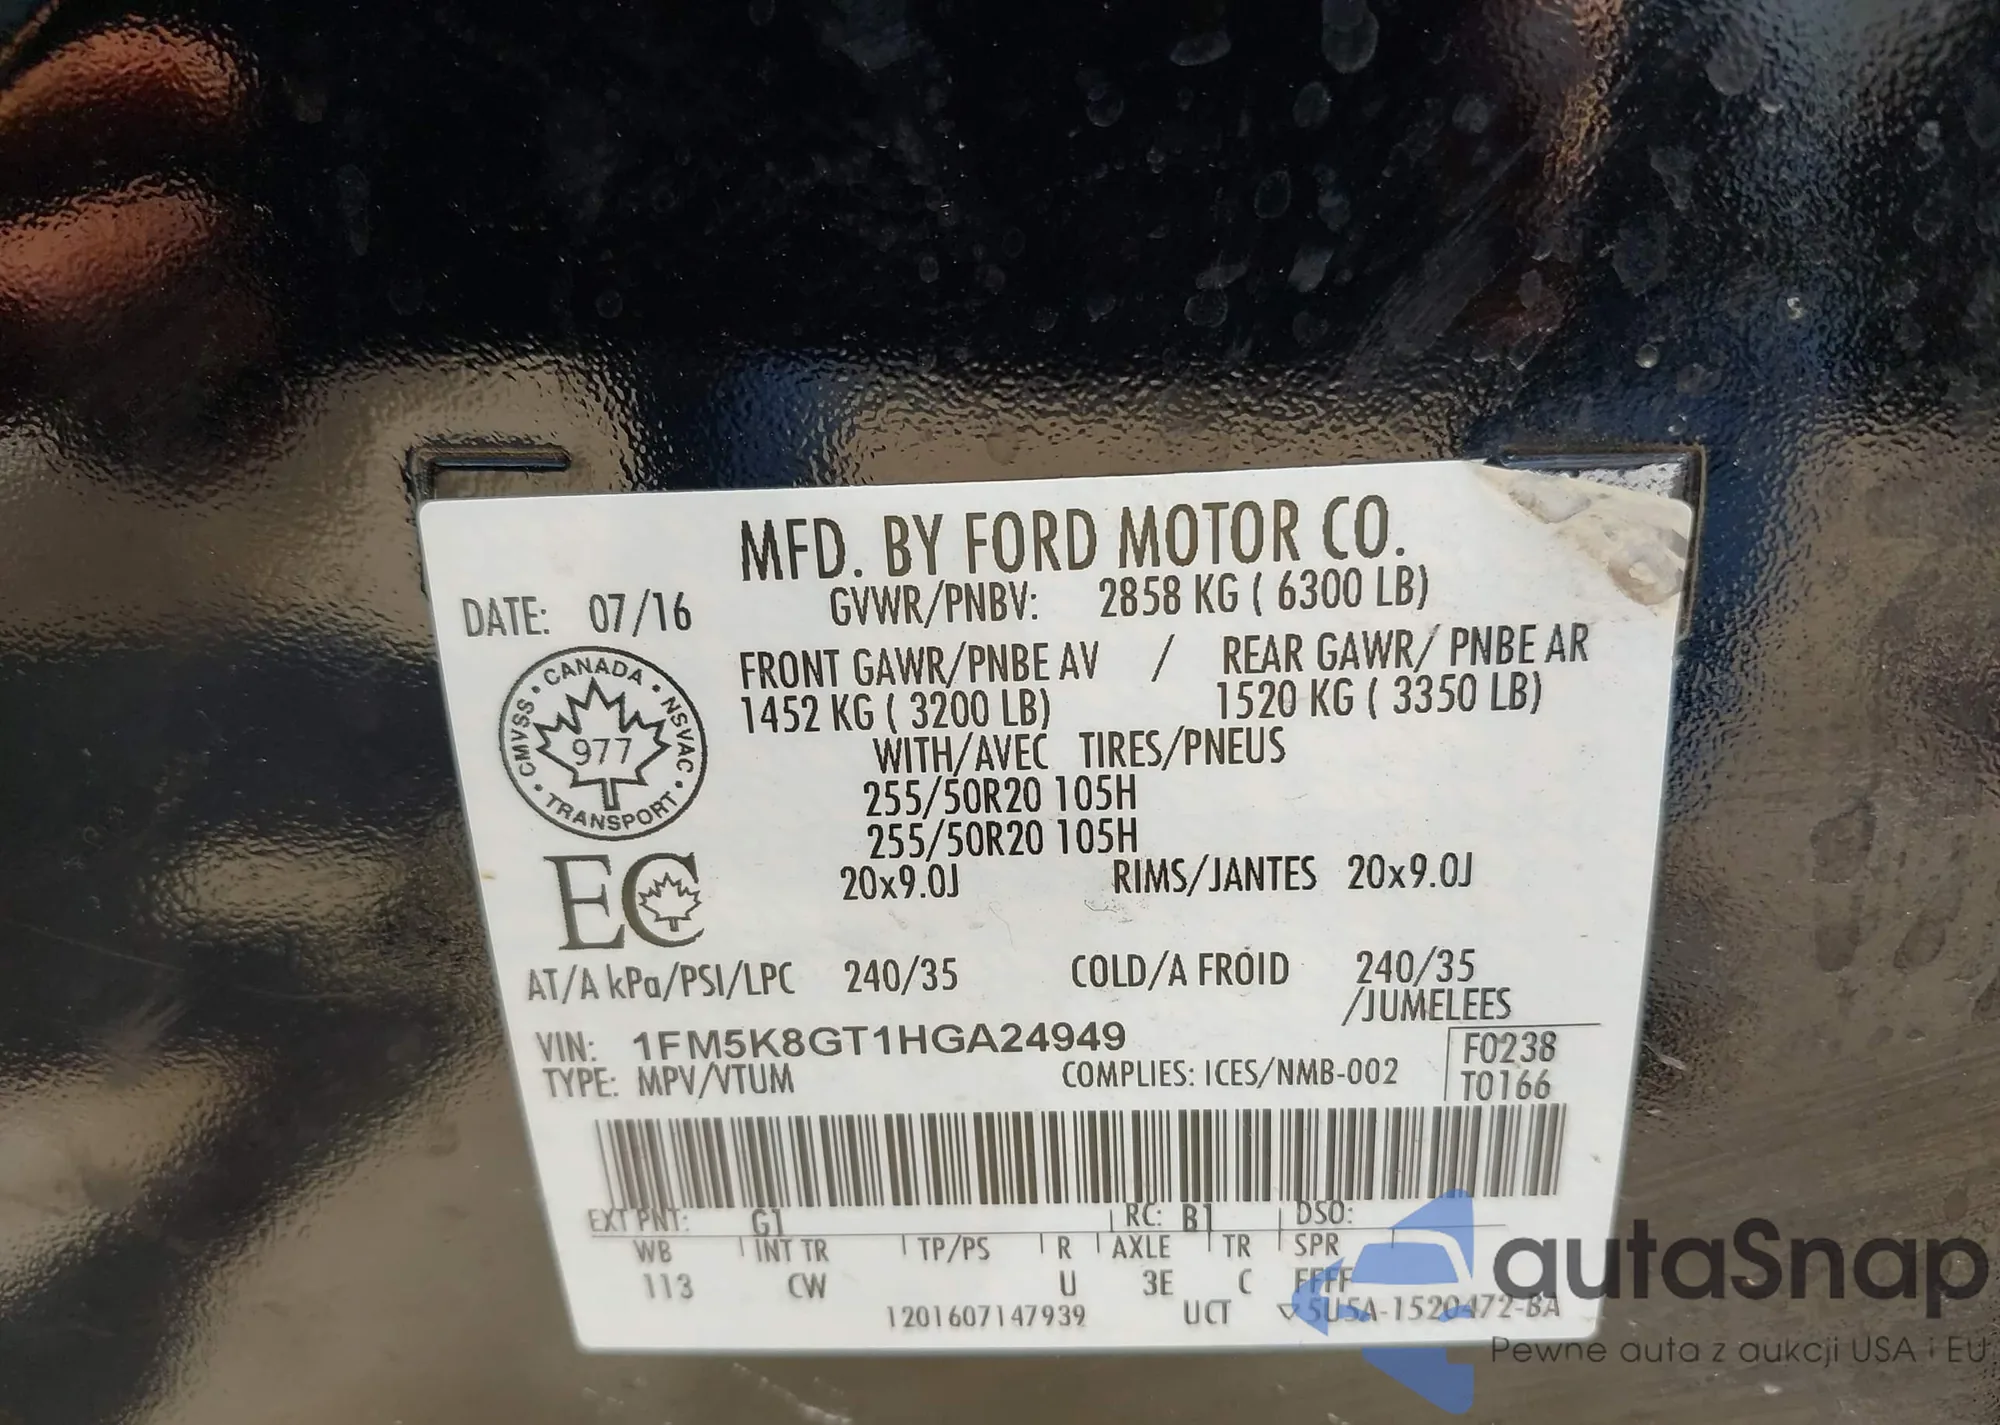 MFD. BY FORD MOTOR CO.
DATE: 07/16 GVWR/PNBV: 2858 KG ( 6300 LB)
FRONT GAWR/PNBE AV / REAR GAWR/ PNBE AR
1452 KG ( 3200 LB) 1520 KG ( 3350 LB)
WITH/AVEC TIRES/PNEUS
255/50R20 105H
255/50R20 105H
20x9.0J RIMS/JANTES 20x9.0J
CANADA • NSVAC • TRANSPORT • CMVSS •
977
EC
AT/A kPa/PSI/LPC 240/35 COLD/A FROID 240/35
/JUMELEES
VIN: 1FM5K8GT1HGA24949 F0238
TYPE: MPV/VTUM COMPLIES: ICES/NMB-002 T0166
EXT PNT: G1 RC: B1 DSO:
WB INT TR TP/PS R AXLE TR SPR
113 CW U 3E C FFFF
1201607147939 UCT ▽ 5U5A-1520472-BA
autaSnap
Pewne auta z aukcji USA i EU